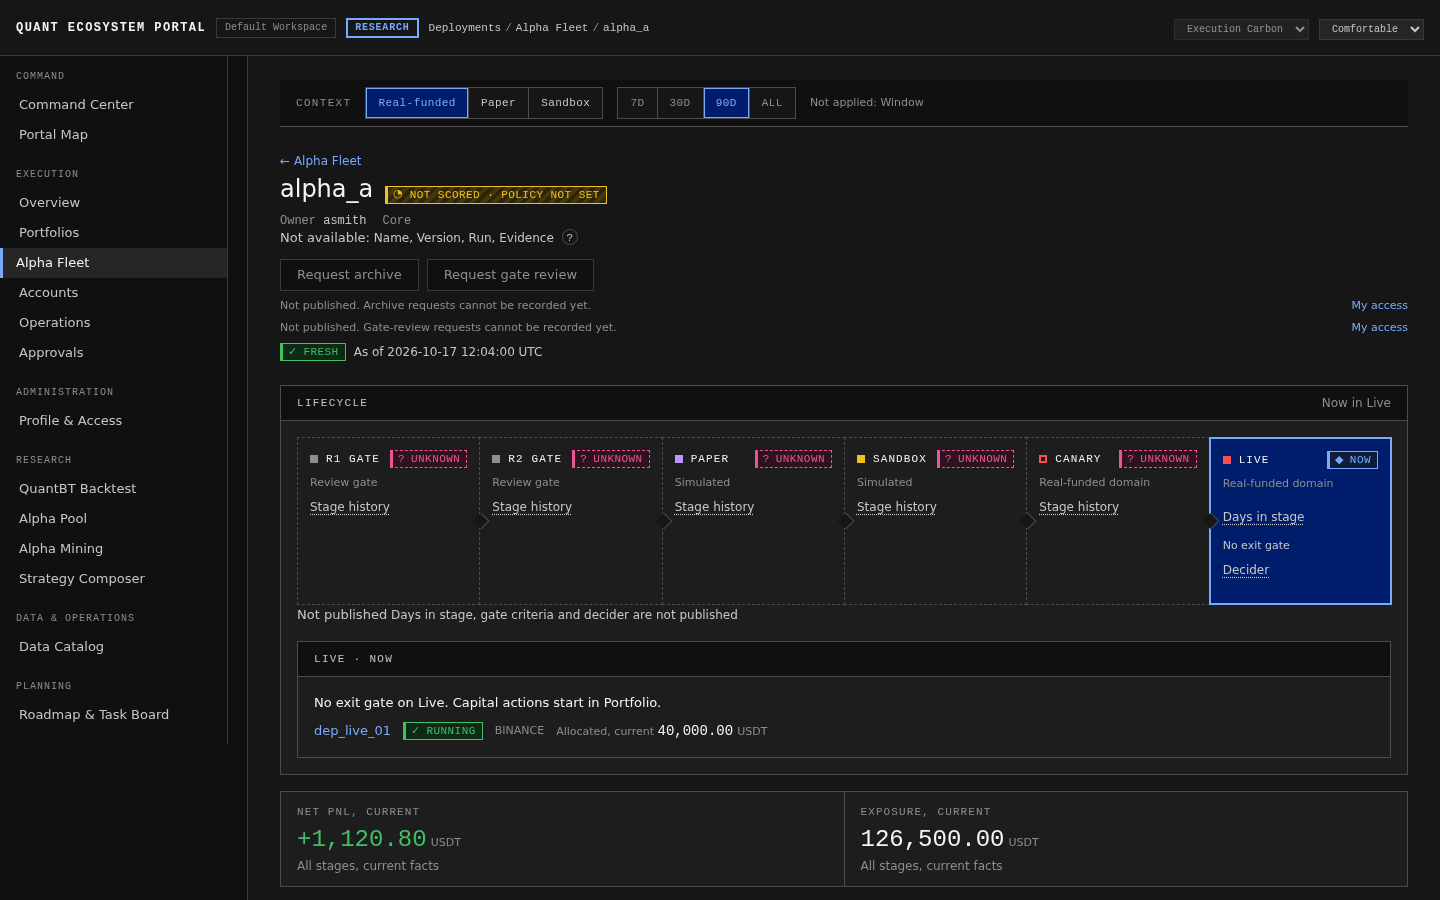 QUANT ECOSYSTEM PORTAL Default Workspace RESEARCH Deployments / Alpha Fleet / alpha_a Execution Carbon Comfortable
COMMAND
Command Center
Portal Map
EXECUTION
Overview
Portfolios
Alpha Fleet
Accounts
Operations
Approvals
ADMINISTRATION
Profile & Access
RESEARCH
QuantBT Backtest
Alpha Pool
Alpha Mining
Strategy Composer
DATA & OPERATIONS
Data Catalog
PLANNING
Roadmap & Task Board
CONTEXT Real-funded Paper Sandbox 7D 30D 90D ALL Not applied: Window
← Alpha Fleet
alpha_a NOT SCORED · POLICY NOT SET
Owner asmith Core
Not available: Name, Version, Run, Evidence ?
Request archive Request gate review
Not published. Archive requests cannot be recorded yet. My access
Not published. Gate-review requests cannot be recorded yet. My access
✓ FRESH As of 2026-10-17 12:04:00 UTC
LIFECYCLE Now in Live
R1 GATE ? UNKNOWN
Review gate
Stage history
R2 GATE ? UNKNOWN
Review gate
Stage history
PAPER ? UNKNOWN
Simulated
Stage history
SANDBOX ? UNKNOWN
Simulated
Stage history
CANARY ? UNKNOWN
Real-funded domain
Stage history
LIVE ◆ NOW
Real-funded domain
Days in stage
No exit gate
Decider
Not published Days in stage, gate criteria and decider are not published
LIVE · NOW
No exit gate on Live. Capital actions start in Portfolio.
dep_live_01 ✓ RUNNING BINANCE Allocated, current 40,000.00 USDT
NET PNL, CURRENT
+1,120.80 USDT
All stages, current facts
EXPOSURE, CURRENT
126,500.00 USDT
All stages, current facts